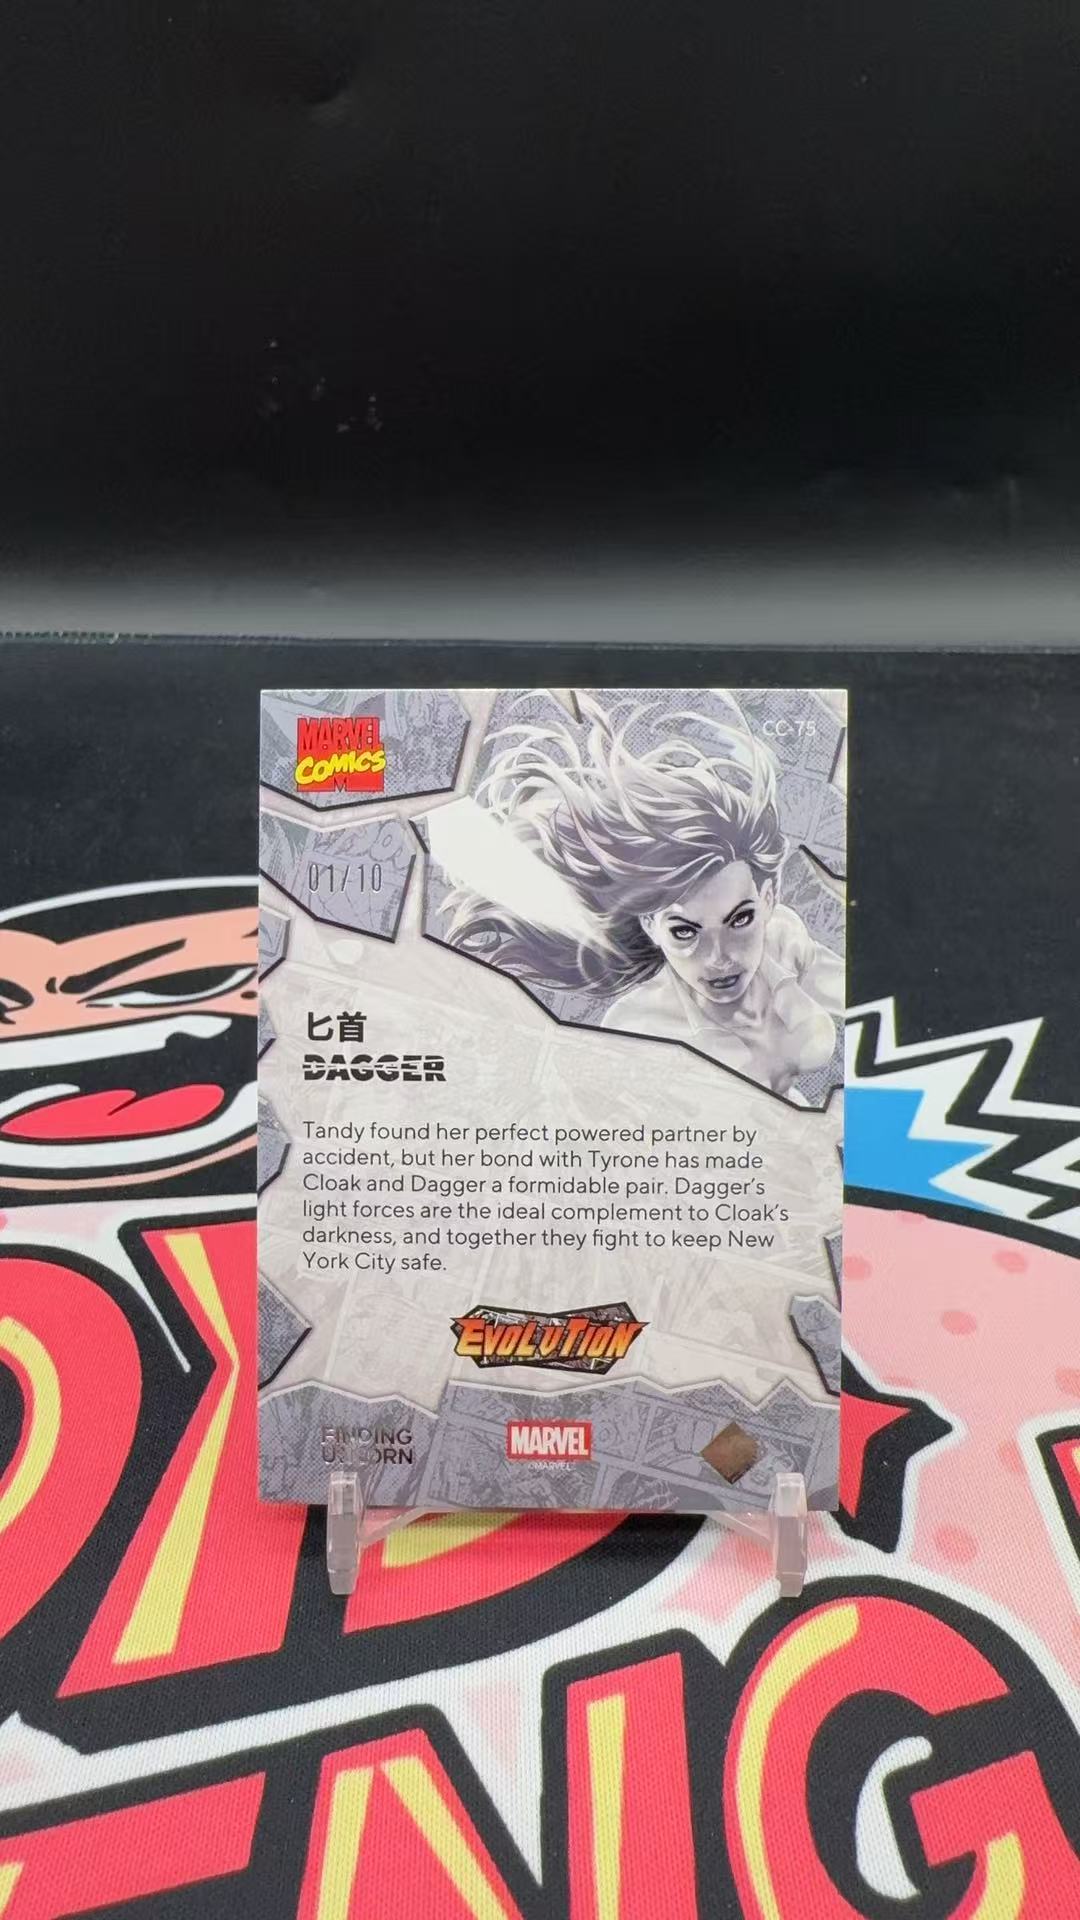 MARVEL
COMICS
CC-75
01/10
匕首
DAGGER
Tandy found her perfect powered partner by
accident, but her bond with Tyrone has made
Cloak and Dagger a formidable pair. Dagger's
light forces are the ideal complement to Cloak's
darkness, and together they fight to keep New
York City safe.
EVOLUTION
FINDING
UNICORN
MARVEL
©MARVEL